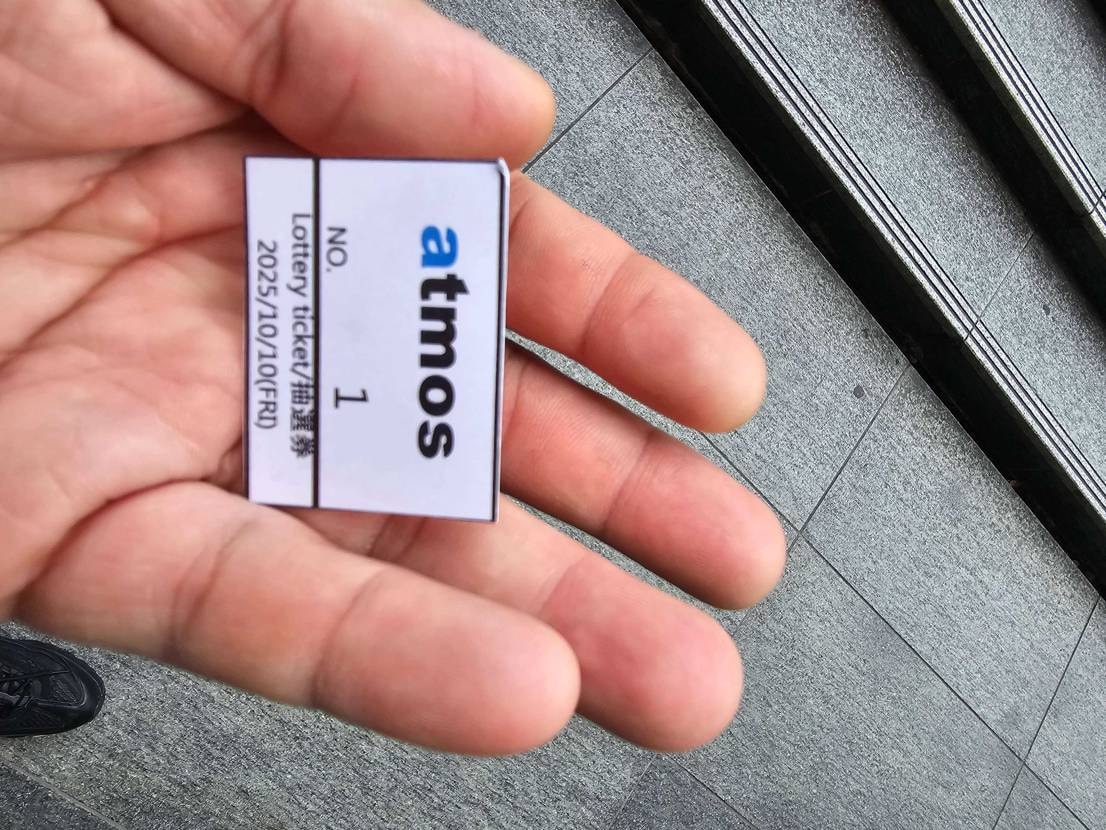 atmos
NO. 1
Lottery ticket/抽選券
2025/10/10(FRI)